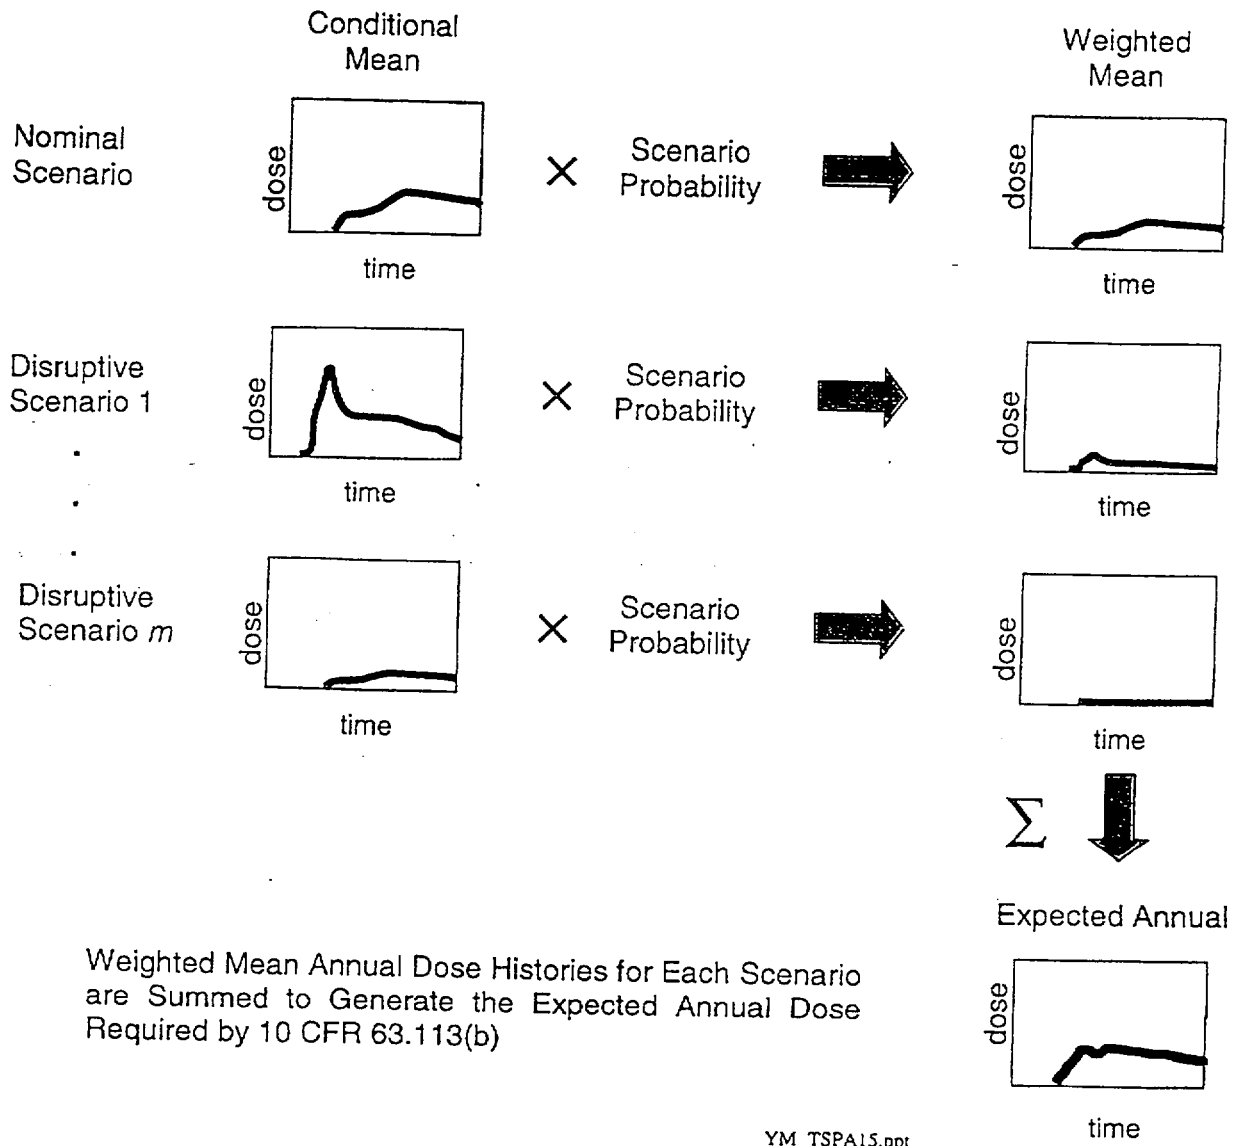 Conditional
Mean
Weighted
Mean
Nominal
Scenario
dose
time
×
Scenario
Probability
dose
time
Disruptive
Scenario 1
dose
time
×
Scenario
Probability
dose
time
Disruptive
Scenario m
dose
time
×
Scenario
Probability
dose
time
Σ
Expected Annual
dose
time
Weighted Mean Annual Dose Histories for Each Scenario
are Summed to Generate the Expected Annual Dose
Required by 10 CFR 63.113(b)
YM_TSPA15.ppt